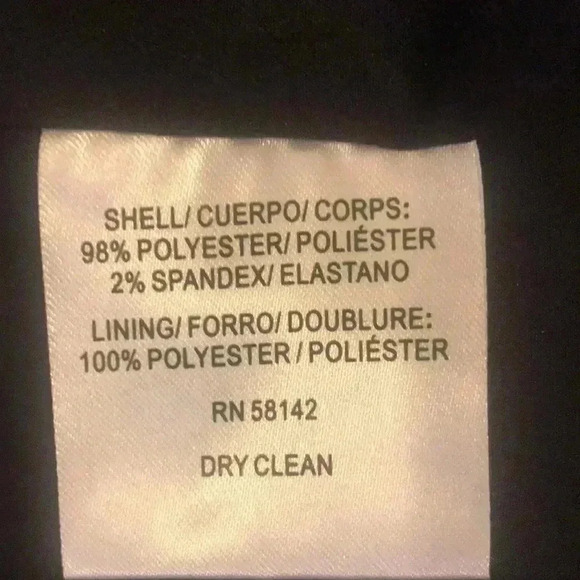 SHELL/ CUERPO/ CORPS:
98% POLYESTER/ POLIÉSTER
2% SPANDEX/ ELASTANO
LINING/ FORRO/ DOUBLURE:
100% POLYESTER / POLIÉSTER
RN 58142
DRY CLEAN